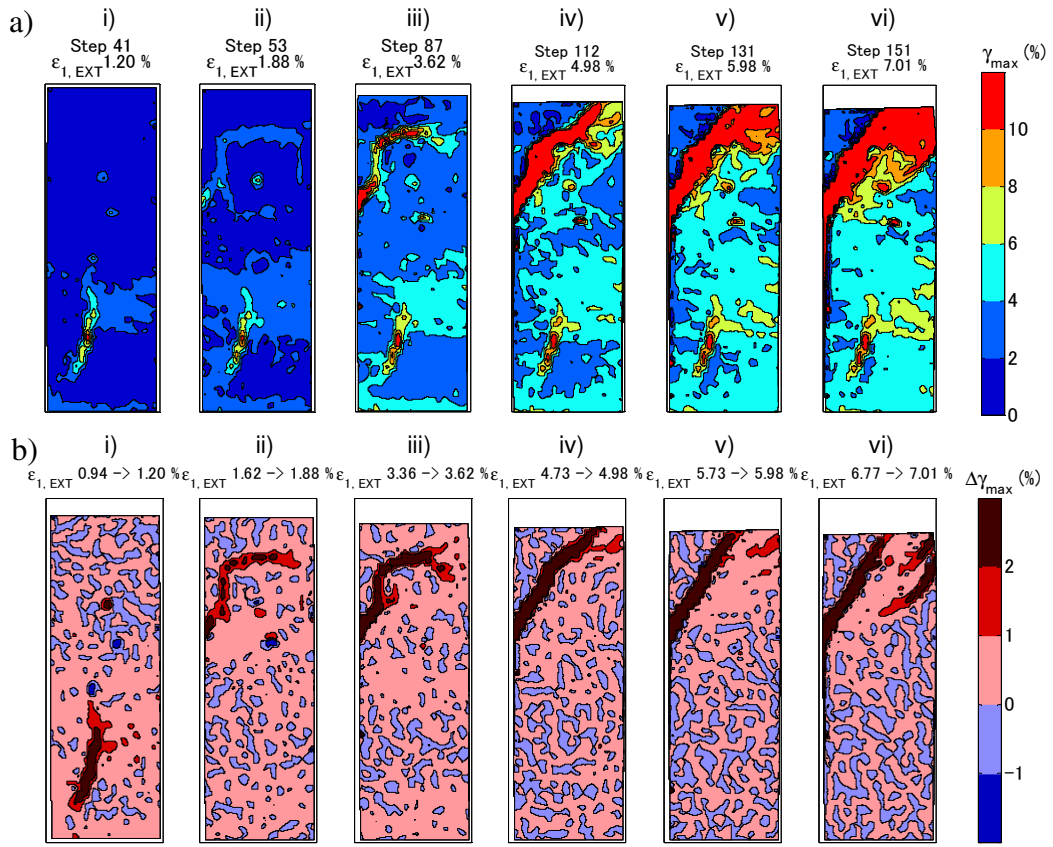 a)
i) ii) iii) iv) v) vi)
Step 41 Step 53 Step 87 Step 112 Step 131 Step 151 γmax (%)
ε1, EXT 1.20 % ε1, EXT 1.88 % ε1, EXT 3.62 % ε1, EXT 4.98 % ε1, EXT 5.98 % ε1, EXT 7.01 %
10
8
6
4
2
0
b)
i) ii) iii) iv) v) vi)
ε1, EXT 0.94 -> 1.20 % ε1, EXT 1.62 -> 1.88 % ε1, EXT 3.36 -> 3.62 % ε1, EXT 4.73 -> 4.98 % ε1, EXT 5.73 -> 5.98 % ε1, EXT 6.77 -> 7.01 % Δγmax (%)
2
1
0
-1